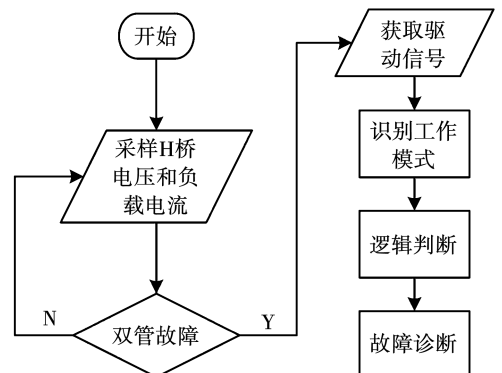 开始
采样H桥
电压和负
载电流
双管故障
N
Y
获取驱
动信号
识别工作
模式
逻辑判断
故障诊断